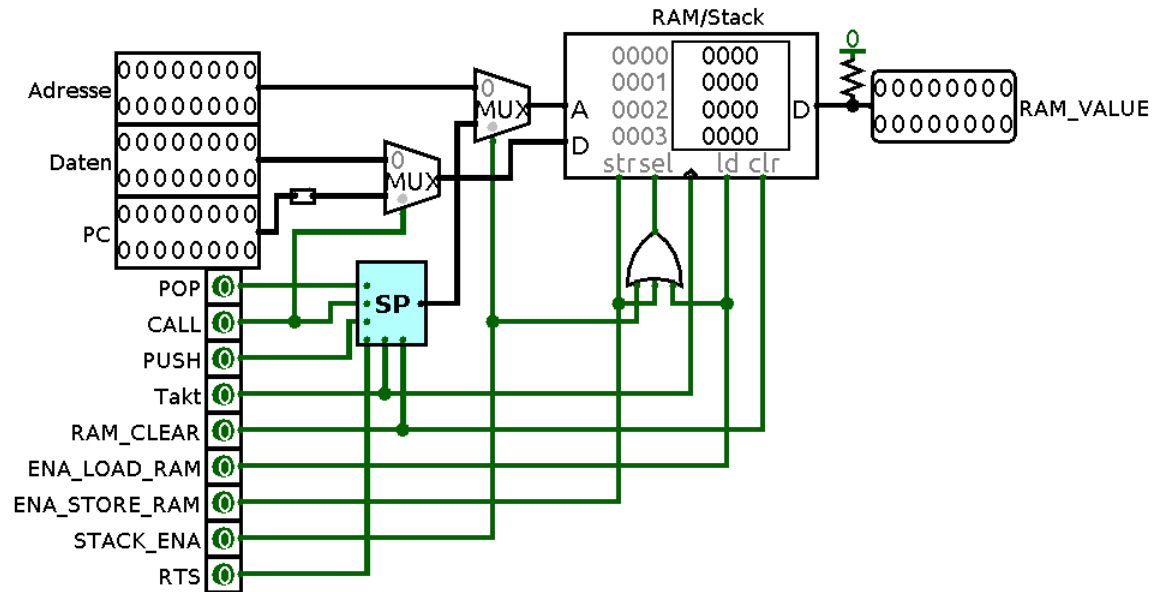 RAM/Stack
Adresse
00000000
00000000
0
MUX
A
D
0000 0000
0001 0000
0002 0000
0003 0000
D
str sel ld clr
0
00000000
00000000
RAM_VALUE
Daten
00000000
00000000
0
MUX
PC
00000000
00000000
POP 0
SP
CALL 0
PUSH 0
Takt 0
RAM_CLEAR 0
ENA_LOAD_RAM 0
ENA_STORE_RAM 0
STACK_ENA 0
RTS 0